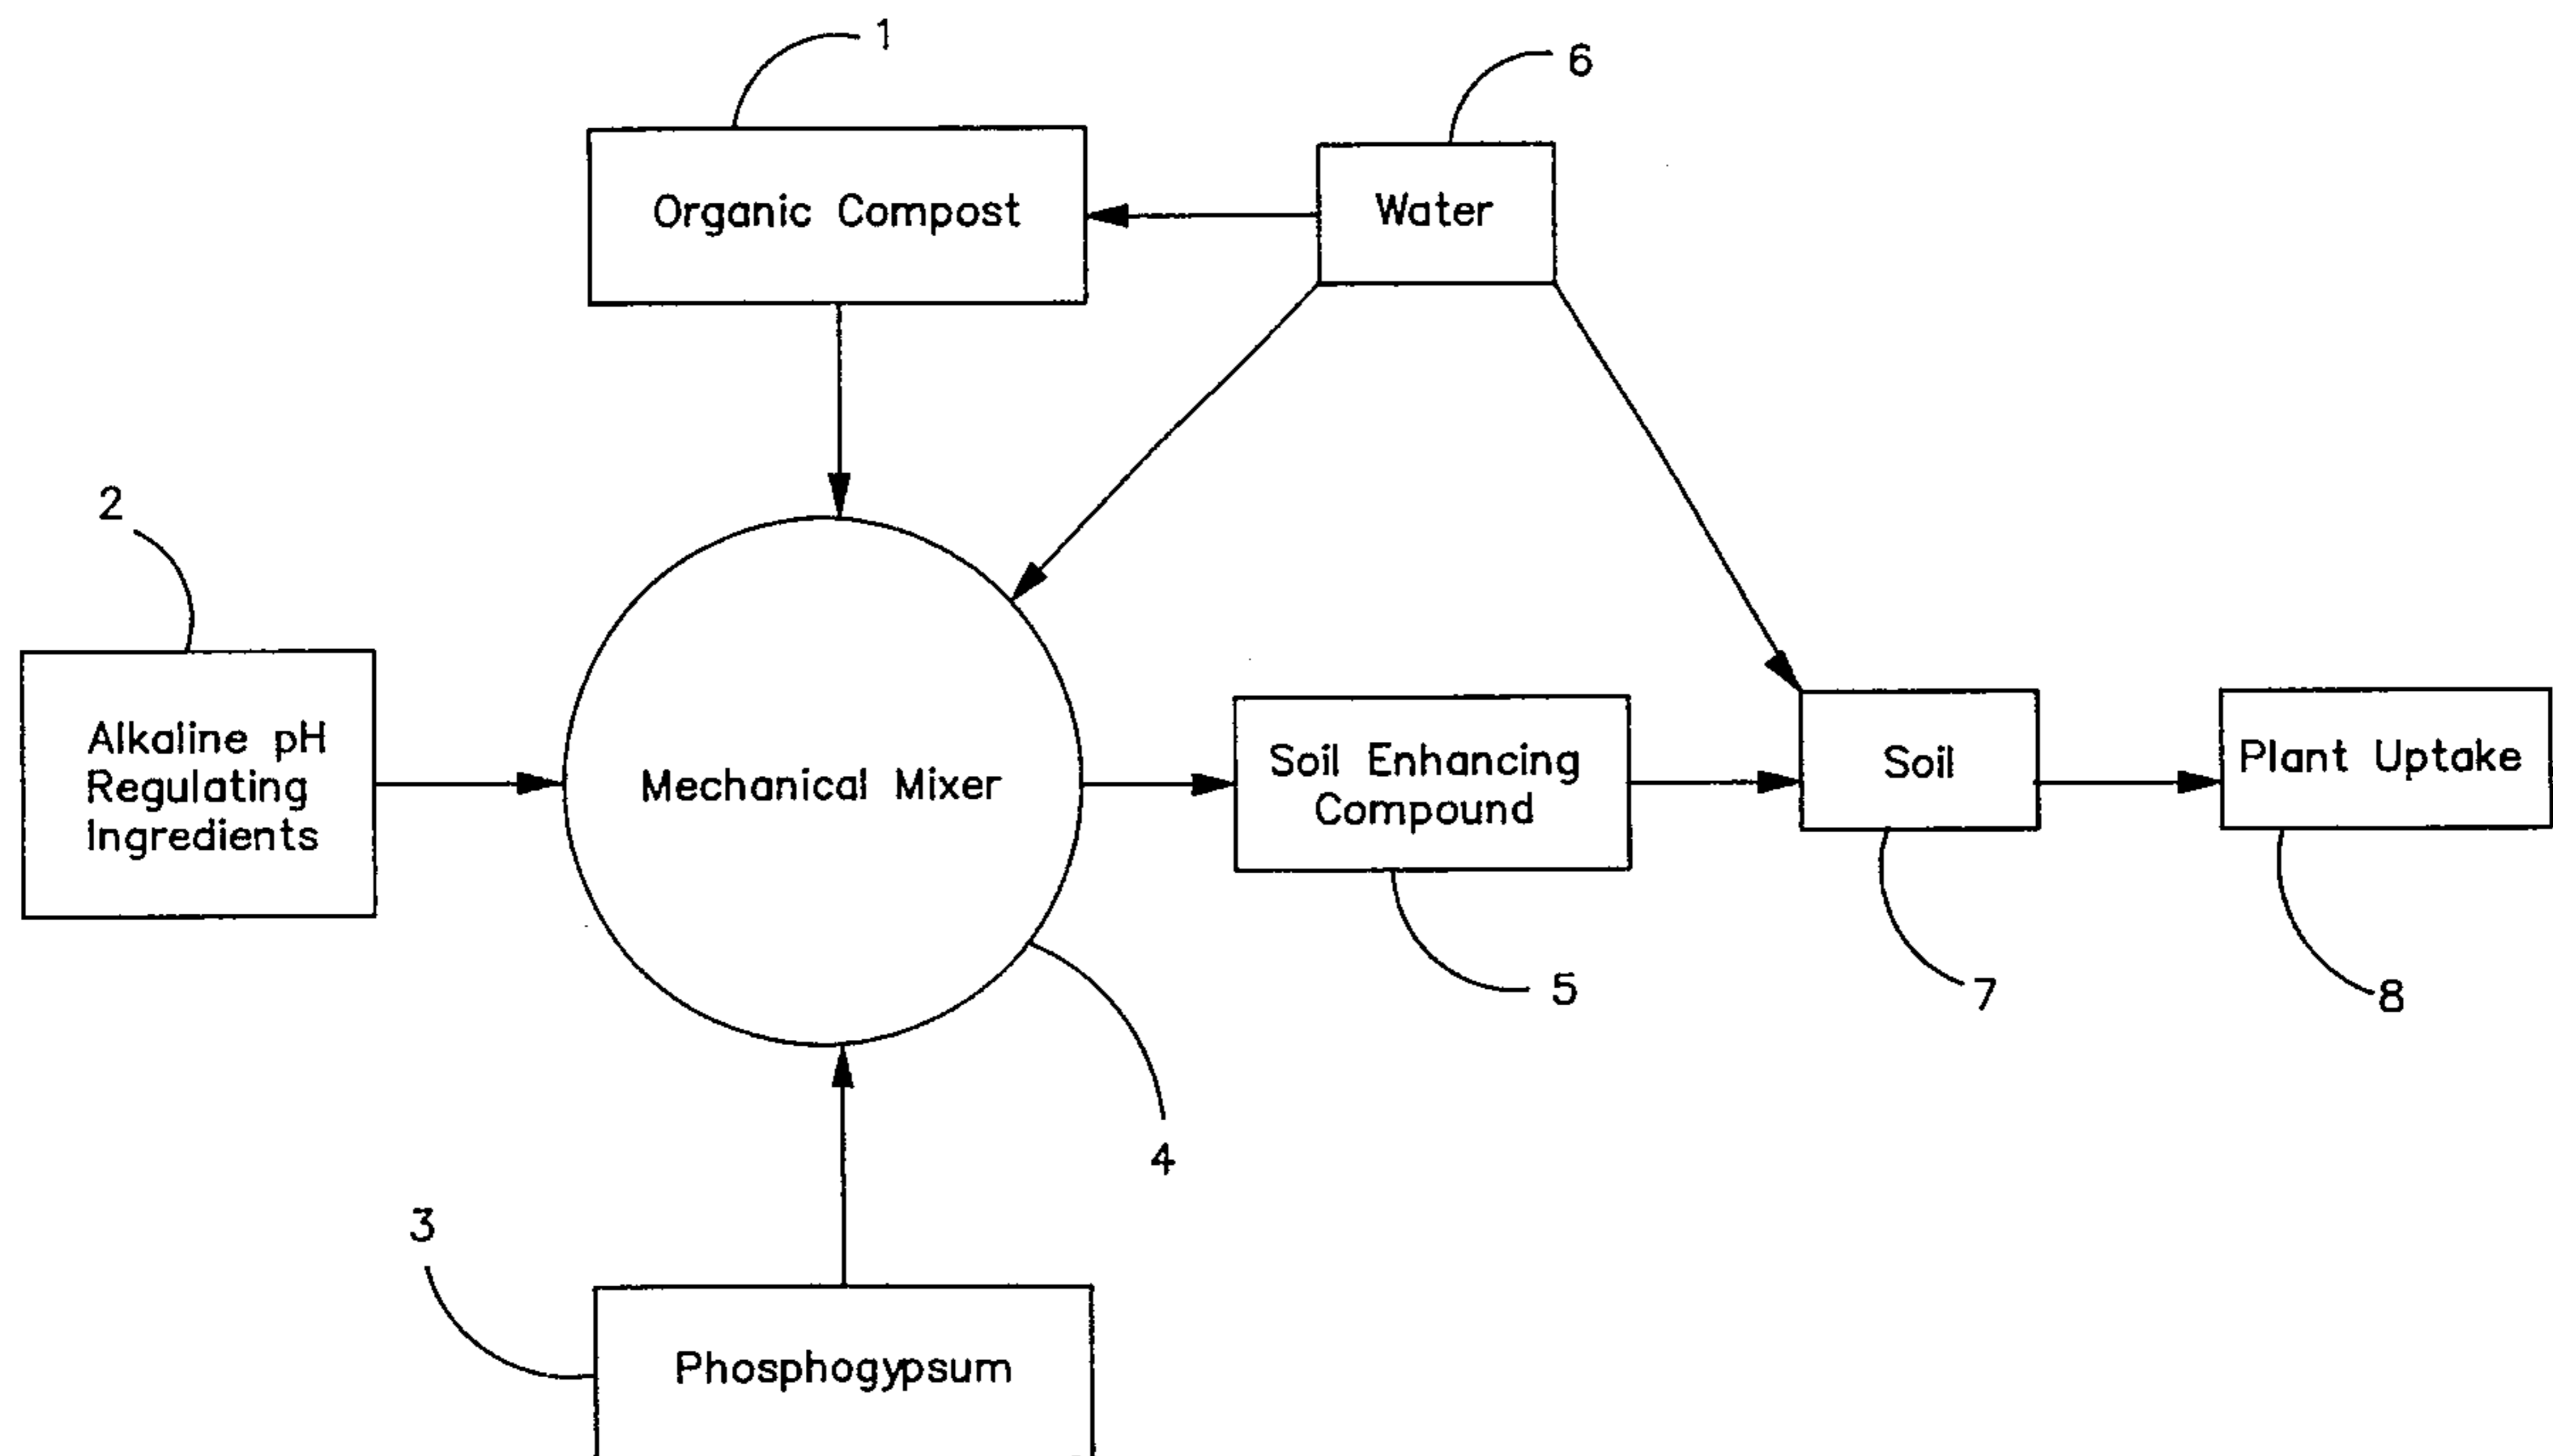 1
6
Organic Compost
Water
2
Alkaline pH
Regulating
Ingredients
Mechanical Mixer
Soil Enhancing
Compound
Soil
Plant Uptake
5
7
8
4
3
Phosphogypsum